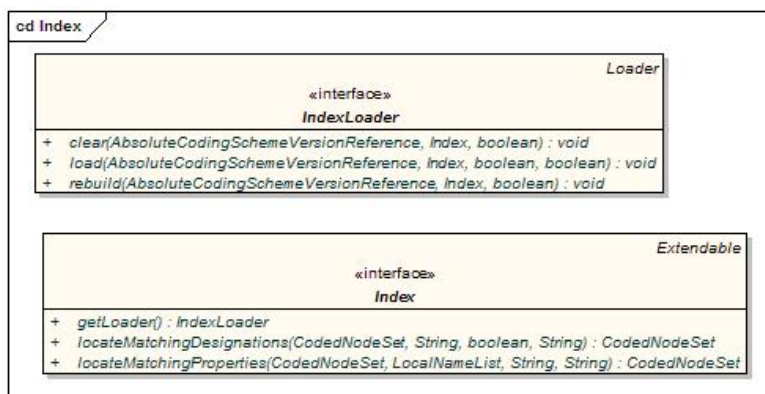 cd Index
Loader
«interface»
IndexLoader
+ clear(AbsoluteCodingSchemeVersionReference, Index, boolean) : void
+ load(AbsoluteCodingSchemeVersionReference, Index, boolean, boolean) : void
+ rebuild(AbsoluteCodingSchemeVersionReference, Index, boolean) : void
Extendable
«interface»
Index
+ getLoader() : IndexLoader
+ locateMatchingDesignations(CodedNodeSet, String, boolean, String) : CodedNodeSet
+ locateMatchingProperties(CodedNodeSet, LocalNameList, String, String) : CodedNodeSet